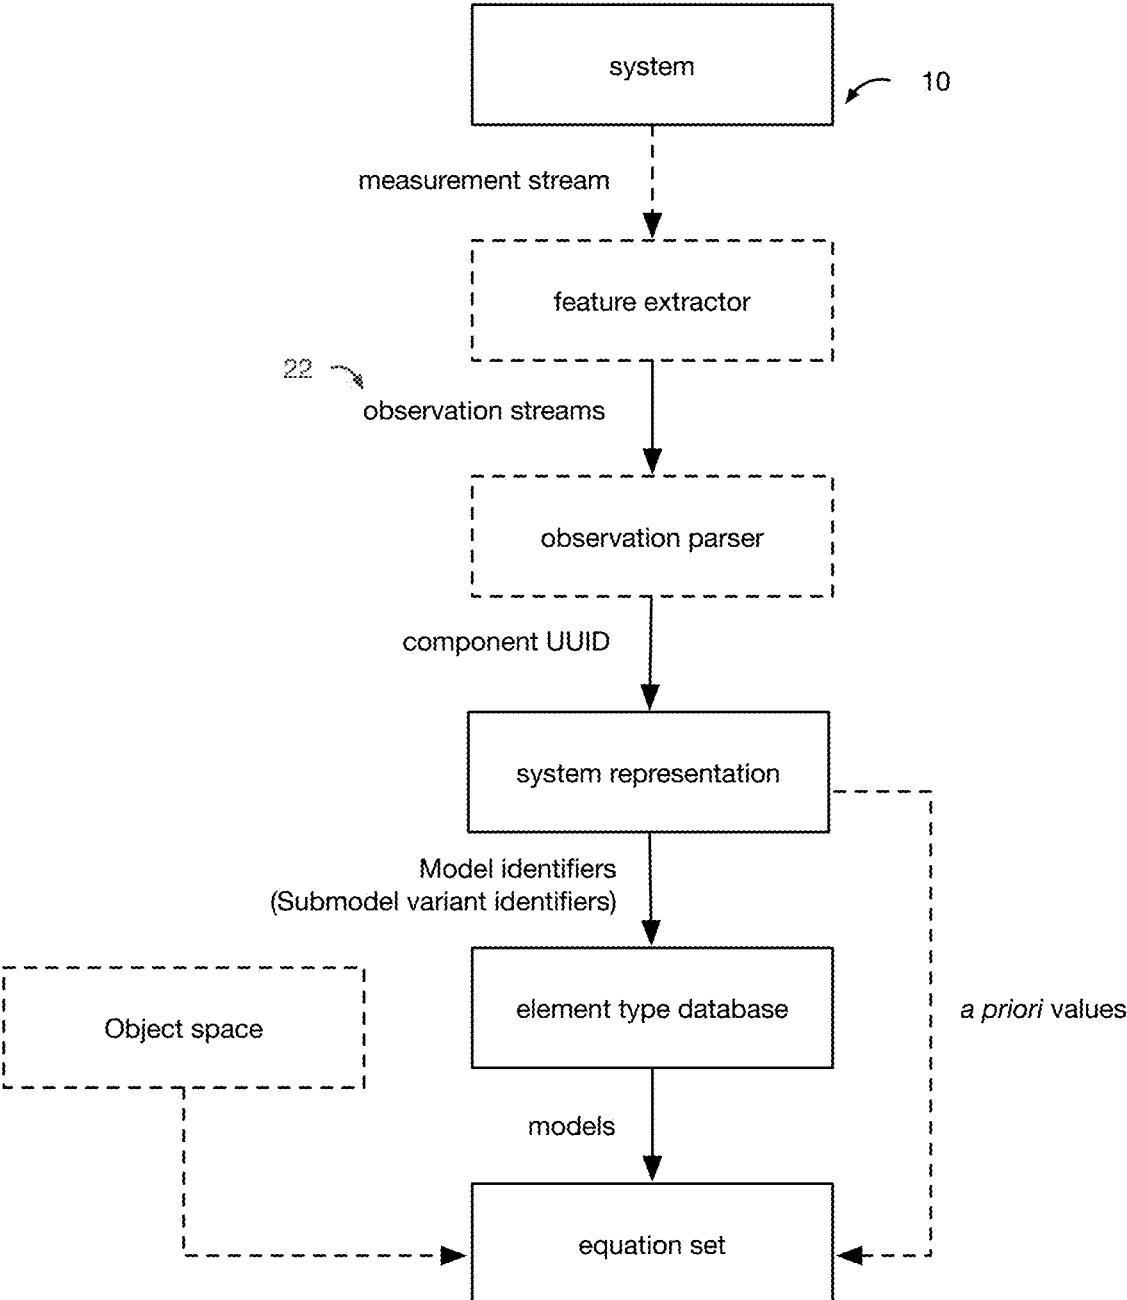 system
10
measurement stream
feature extractor
22
observation streams
observation parser
component UUID
system representation
Model identifiers
(Submodel variant identifiers)
element type database
a priori values
Object space
models
equation set